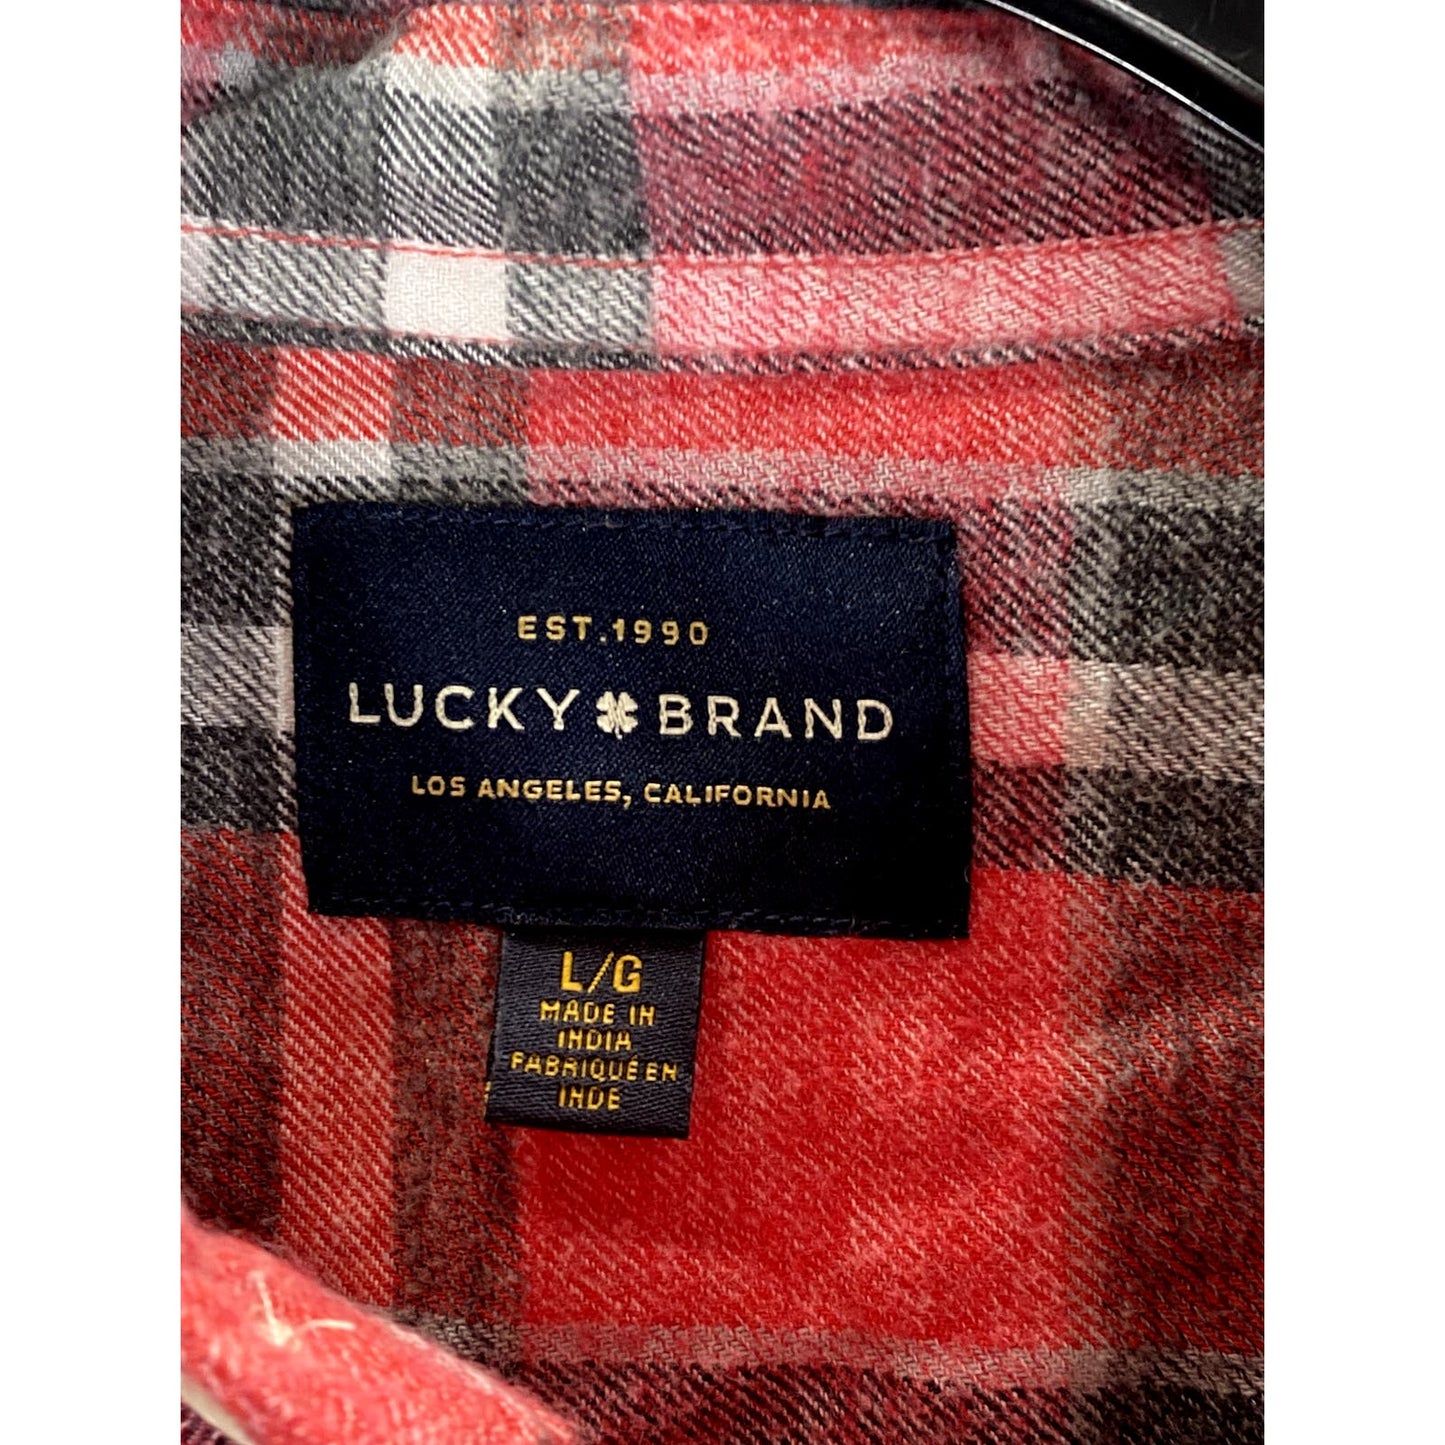 EST.1990
LUCKY BRAND
LOS ANGELES, CALIFORNIA
L/G
MADE IN
INDIA
FABRIQUÉ EN
INDE